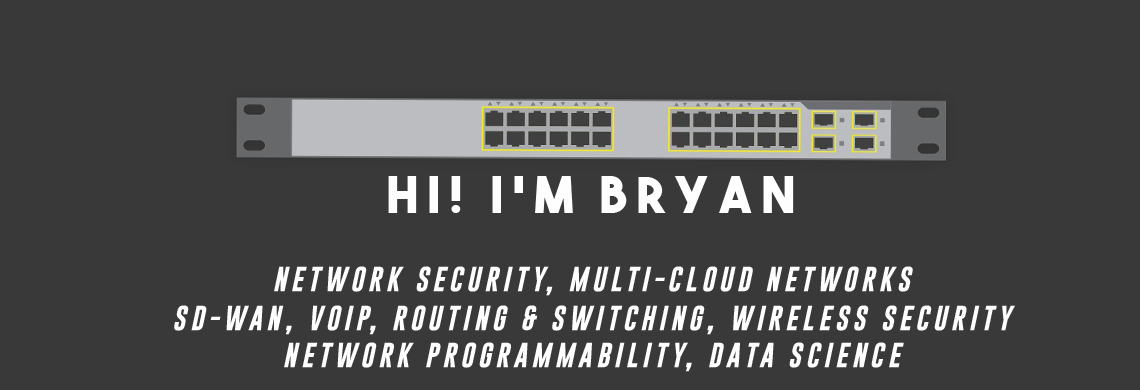 HI! I'M BRYAN
NETWORK SECURITY, MULTI-CLOUD NETWORKS
SD-WAN, VOIP, ROUTING & SWITCHING, WIRELESS SECURITY
NETWORK PROGRAMMABILITY, DATA SCIENCE